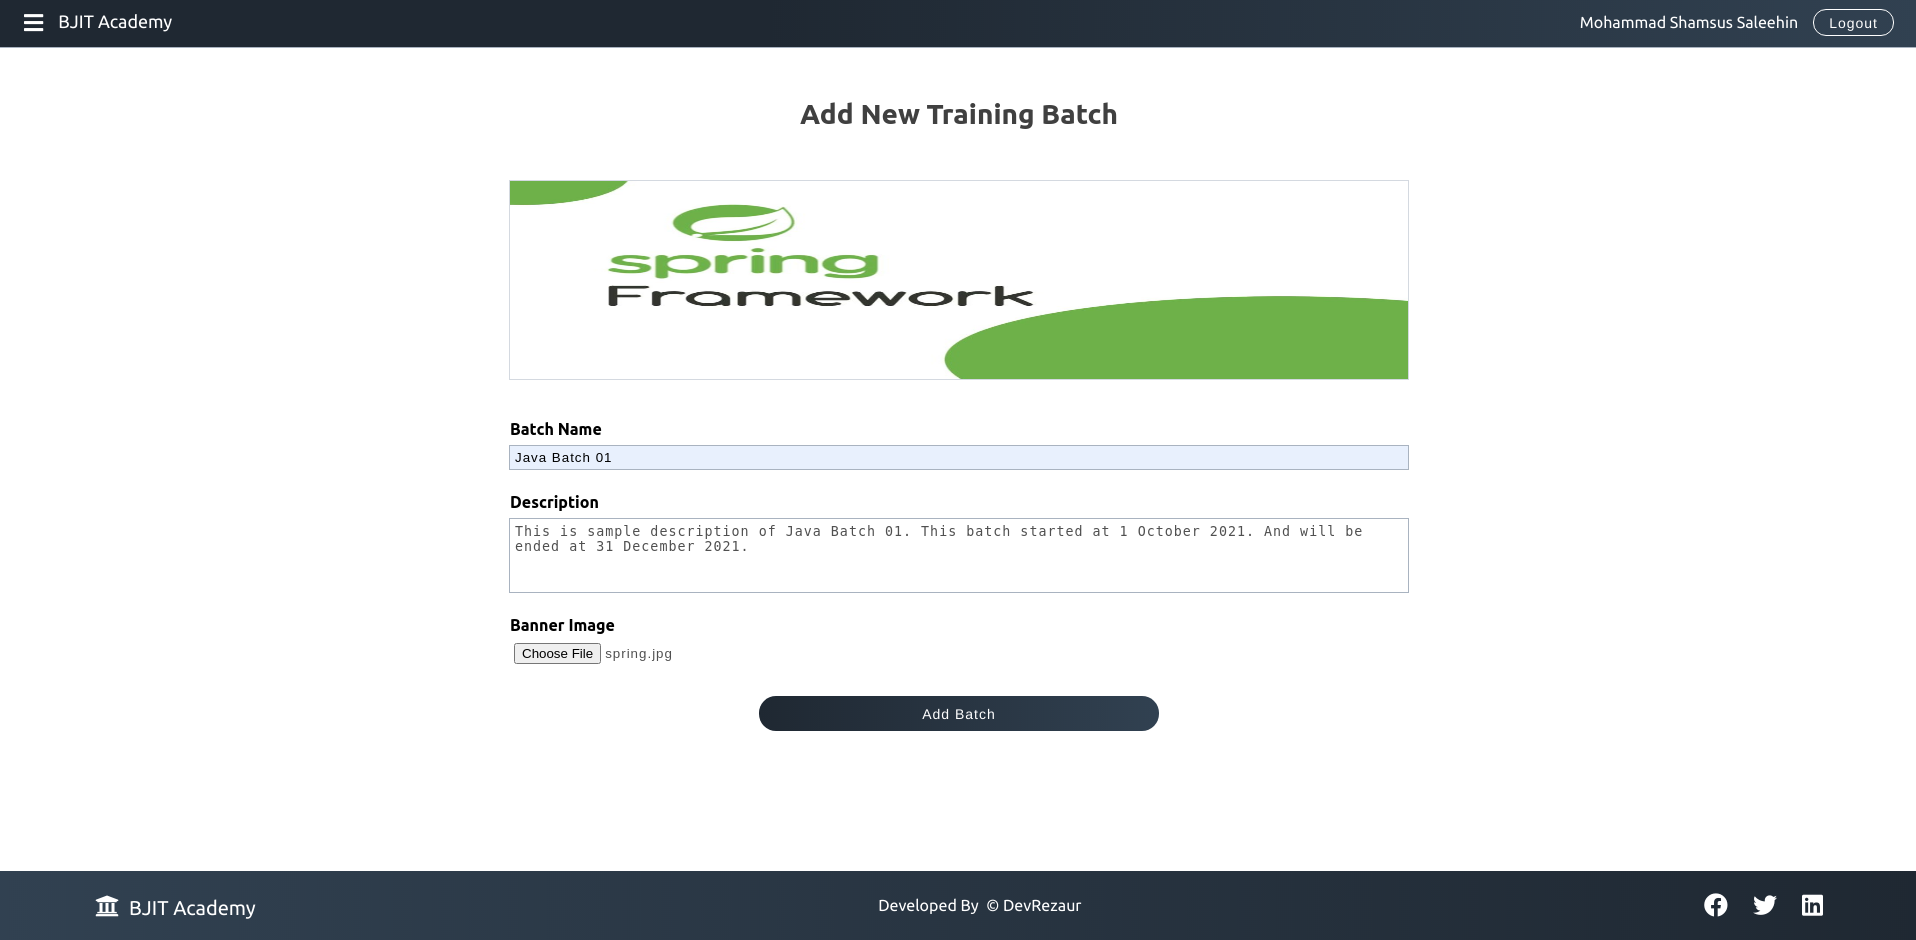 BJIT Academy
Mohammad Shamsus Saleehin
Logout
Add New Training Batch
spring
Framework
Batch Name
Java Batch 01
Description
This is sample description of Java Batch 01. This batch started at 1 October 2021. And will be
ended at 31 December 2021.
Banner Image
Choose File spring.jpg
Add Batch
BJIT Academy
Developed By © DevRezaur